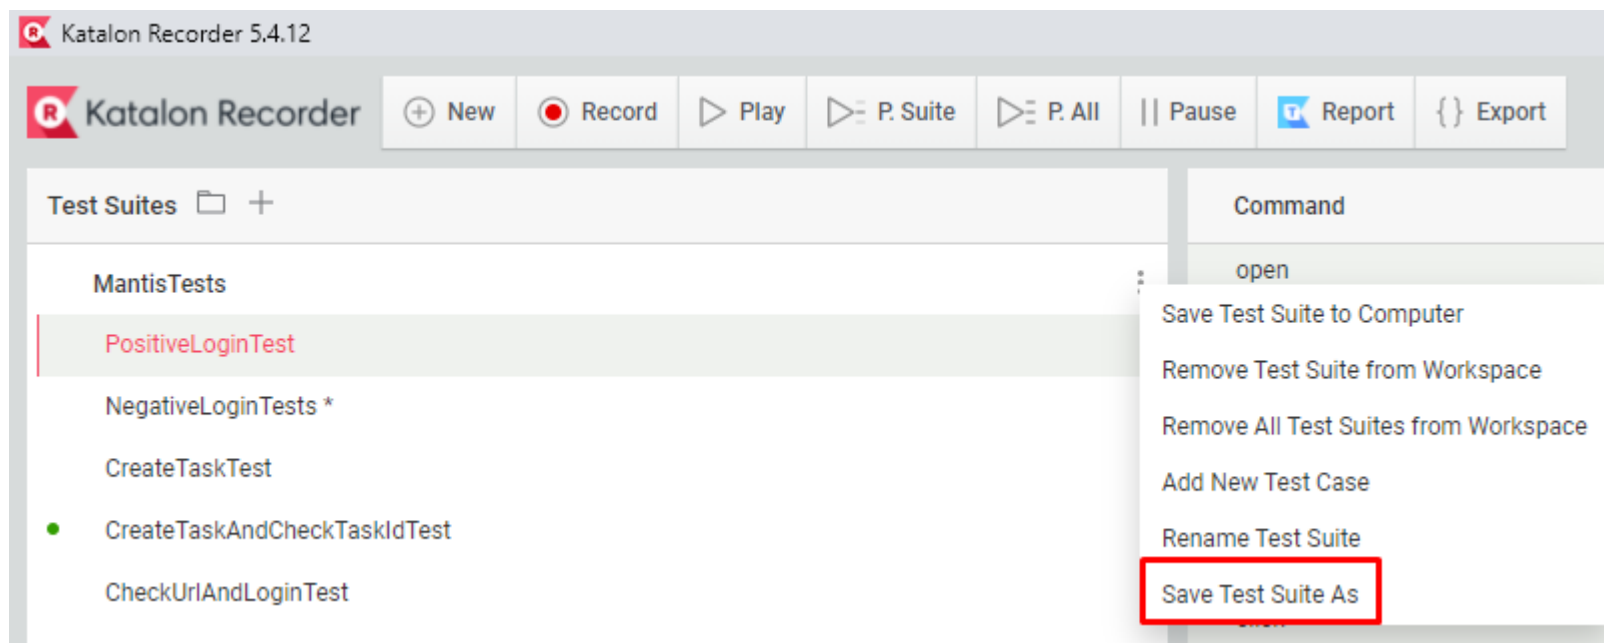 Katalon Recorder 5.4.12
Katalon Recorder New Record Play P. Suite P. All Pause Report Export
Test Suites
Command
MantisTests
open
PositiveLoginTest
NegativeLoginTests *
CreateTaskTest
CreateTaskAndCheckTaskIdTest
CheckUrlAndLoginTest
Save Test Suite to Computer
Remove Test Suite from Workspace
Remove All Test Suites from Workspace
Add New Test Case
Rename Test Suite
Save Test Suite As